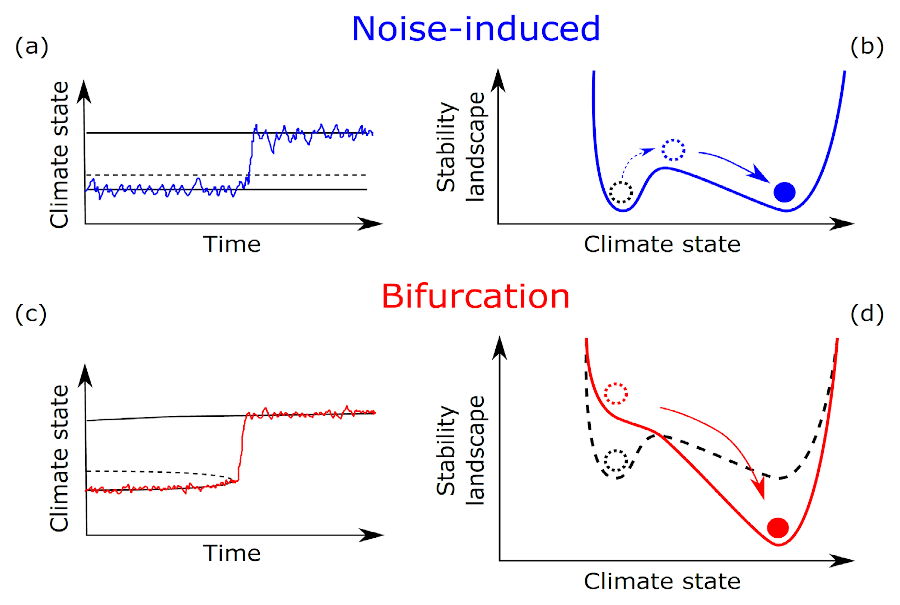 Noise-induced
(a)
(b)
Climate state
Time
Stability
landscape
Climate state
Bifurcation
(c)
(d)
Climate state
Time
Stability
landscape
Climate state